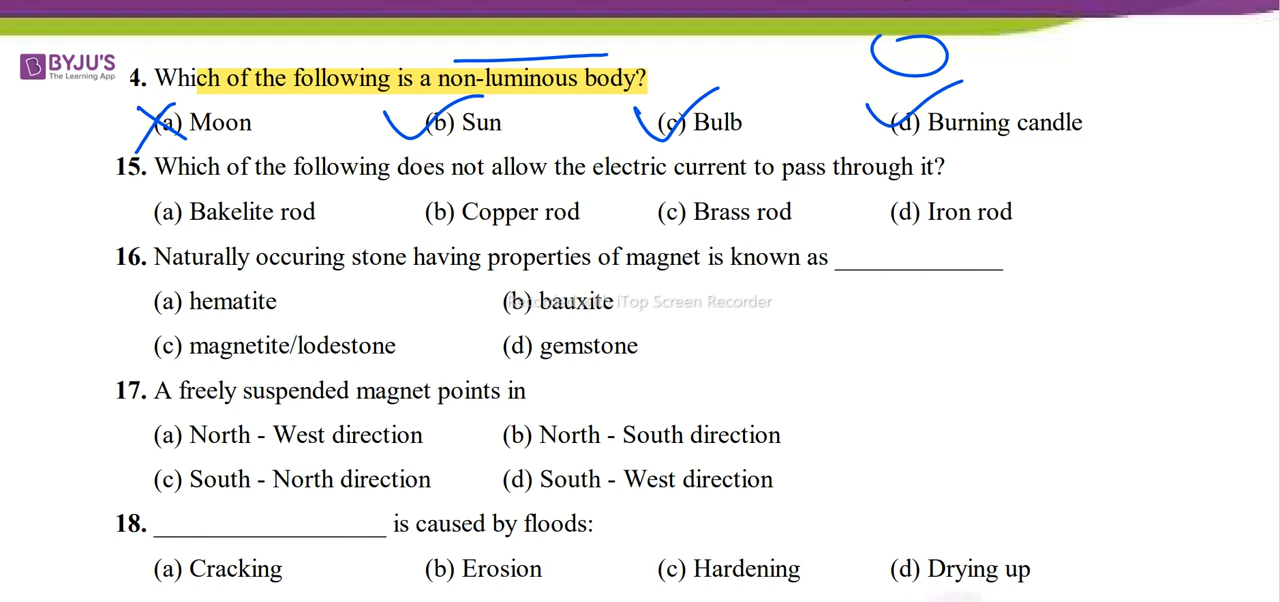 BYJU'S
The Learning App
4. Which of the following is a non-luminous body?
(a) Moon (b) Sun (c) Bulb (d) Burning candle
15. Which of the following does not allow the electric current to pass through it?
(a) Bakelite rod (b) Copper rod (c) Brass rod (d) Iron rod
16. Naturally occuring stone having properties of magnet is known as _____________
(a) hematite (b) bauxite
Recorded with iTop Screen Recorder
(c) magnetite/lodestone (d) gemstone
17. A freely suspended magnet points in
(a) North - West direction (b) North - South direction
(c) South - North direction (d) South - West direction
18. __________________ is caused by floods:
(a) Cracking (b) Erosion (c) Hardening (d) Drying up